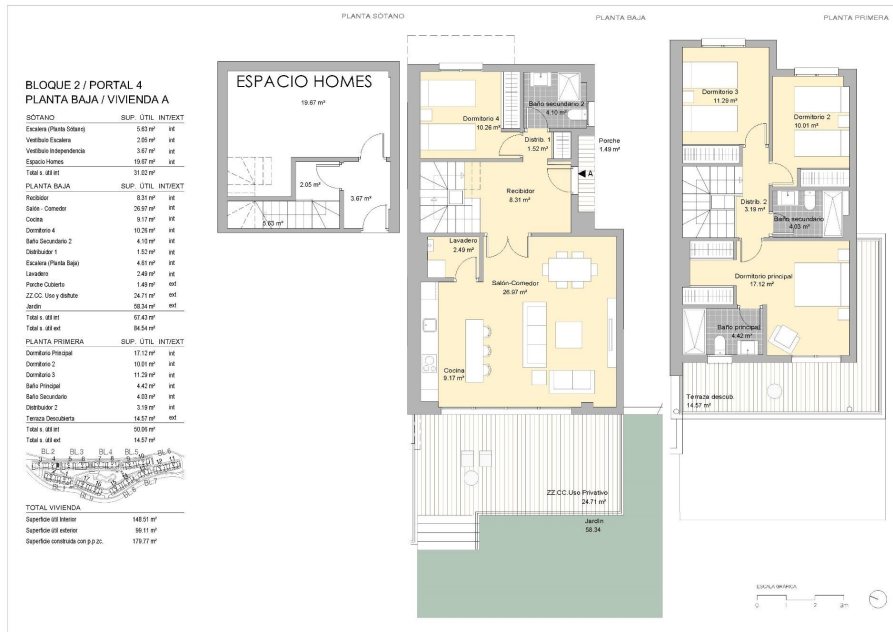 PLANTA SÓTANO
PLANTA BAJA
PLANTA PRIMERA
BLOQUE 2 / PORTAL 4
PLANTA BAJA / VIVIENDA A
SÓTANO SUP. ÚTIL INT/EXT
Escalera (Planta Sótano) 5.63 m² int
Vestíbulo Escalera 2.05 m² int
Vestíbulo Independencia 3.67 m² int
Espacio Homes 19.67 m² int
Total s. útil int 31.02 m²
PLANTA BAJA SUP. ÚTIL INT/EXT
Recibidor 8.31 m² int
Salón - Comedor 26.97 m² int
Cocina 9.17 m² int
Dormitorio 4 10.26 m² int
Baño Secundario 2 4.10 m² int
Distribuidor 1 1.52 m² int
Escalera (Planta Baja) 4.61 m² int
Lavadero 2.49 m² int
Porche Cubierto 1.49 m² ext
ZZ.CC. Uso y disfrute 24.71 m² ext
Jardín 58.34 m² ext
Total s. útil int 67.43 m²
Total s. útil ext 84.54 m²
PLANTA PRIMERA SUP. ÚTIL INT/EXT
Dormitorio Principal 17.12 m² int
Dormitorio 2 10.01 m² int
Dormitorio 3 11.29 m² int
Baño Principal 4.42 m² int
Baño Secundario 4.03 m² int
Distribuidor 2 3.19 m² int
Terraza Descubierta 14.57 m² ext
Total s. útil int 50.06 m²
Total s. útil ext 14.57 m²
BL.2 BL.3 BL.4 BL.5 BL.6
BL.7
TOTAL VIVIENDA
Superficie útil Interior 148.51 m²
Superficie útil exterior 99.11 m²
Superficie construida con p.p.zc. 179.77 m²
ESPACIO HOMES
19.67 m²
2.05 m²
3.67 m²
5.63 m²
Dormitorio 4
10.26 m²
Baño secundario 2
4.10 m²
Distrib. 1
1.52 m²
Porche
1.49 m²
A
Recibidor
8.31 m²
Lavadero
2.49 m²
Salón-Comedor
26.97 m²
Cocina
9.17 m²
ZZ.CC.Uso Privativo
24.71 m²
Jardín
58.34
Dormitorio 3
11.29 m²
Dormitorio 2
10.01 m²
Distrib. 2
3.19 m²
Baño secundario
4.03 m²
Dormitorio principal
17.12 m²
Baño principal
4.42 m²
Terraza descub.
14.57 m²
ESCALA GRÁFICA
0 1 2 3m